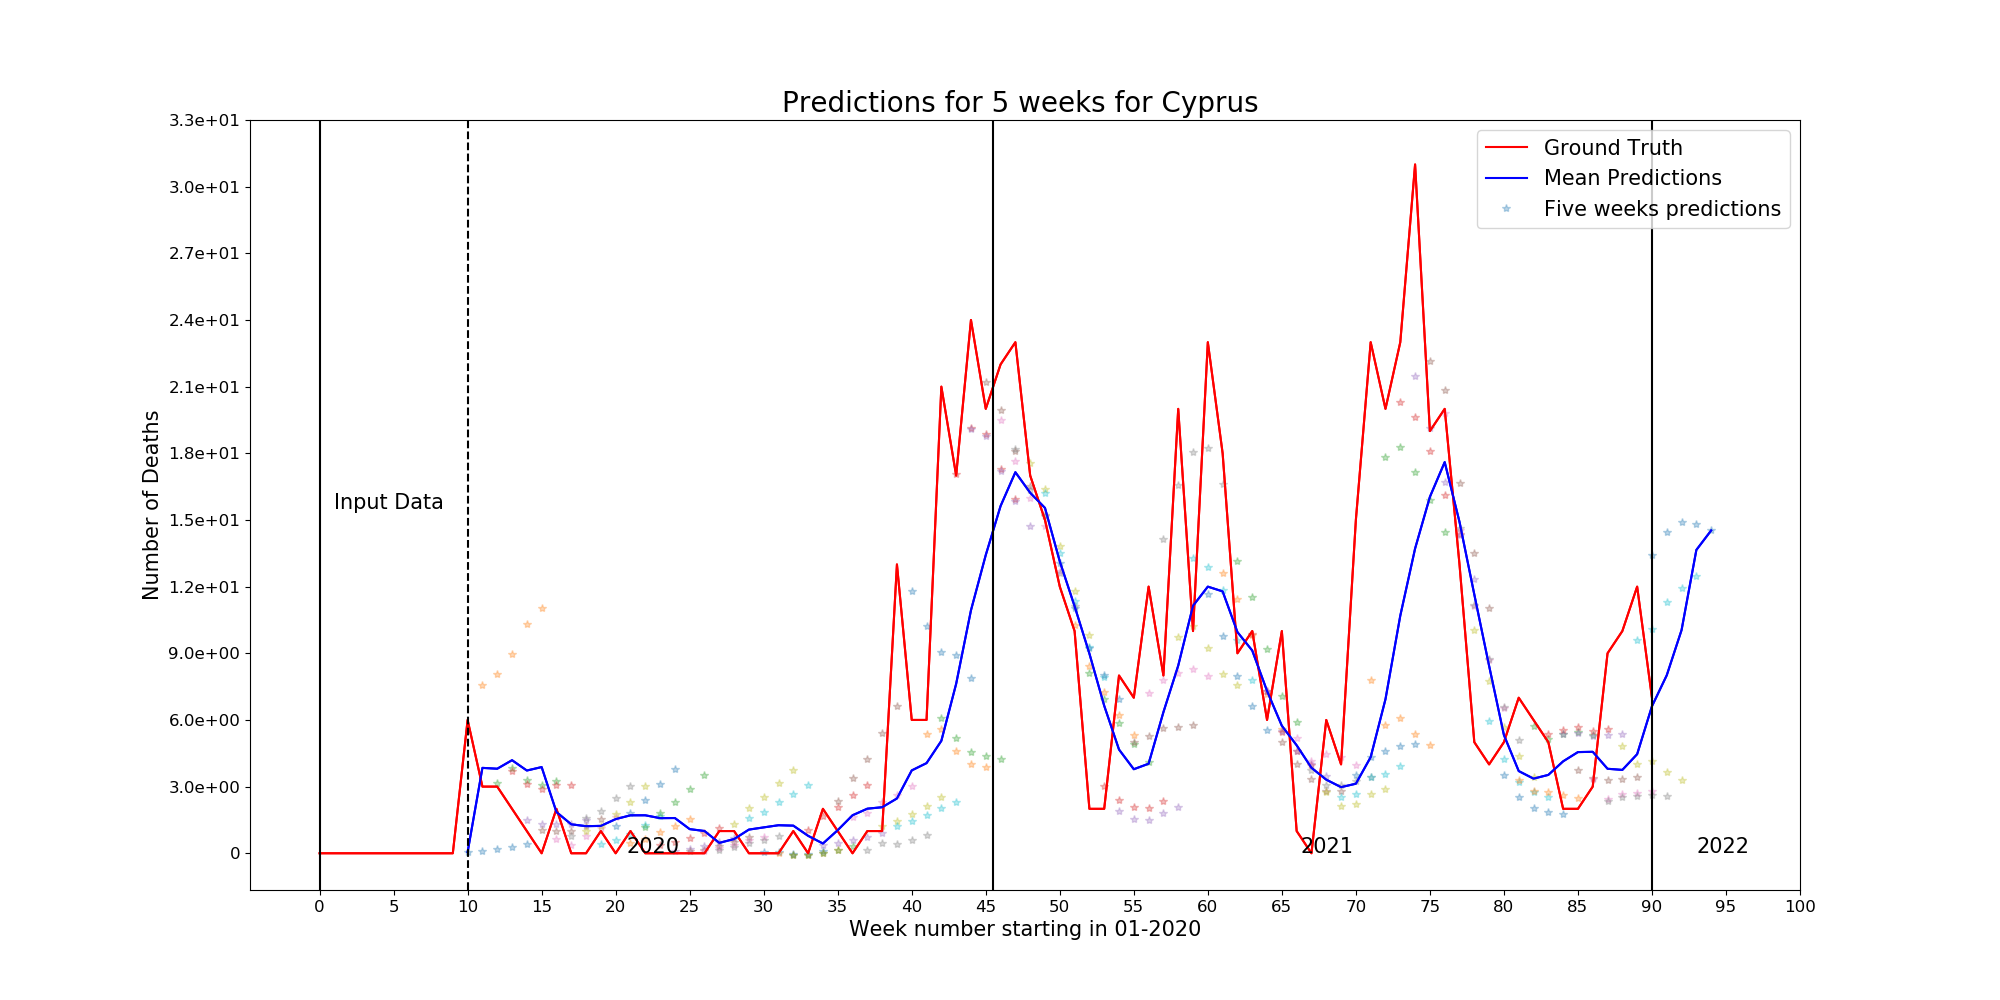 Predictions for 5 weeks for Cyprus
3.3e+01
3.0e+01
2.7e+01
2.4e+01
2.1e+01
1.8e+01
1.5e+01
1.2e+01
9.0e+00
6.0e+00
3.0e+00
0
Number of Deaths
Ground Truth
Mean Predictions
Five weeks predictions
Input Data
2020 2021 2022
0 5 10 15 20 25 30 35 40 45 50 55 60 65 70 75 80 85 90 95 100
Week number starting in 01-2020